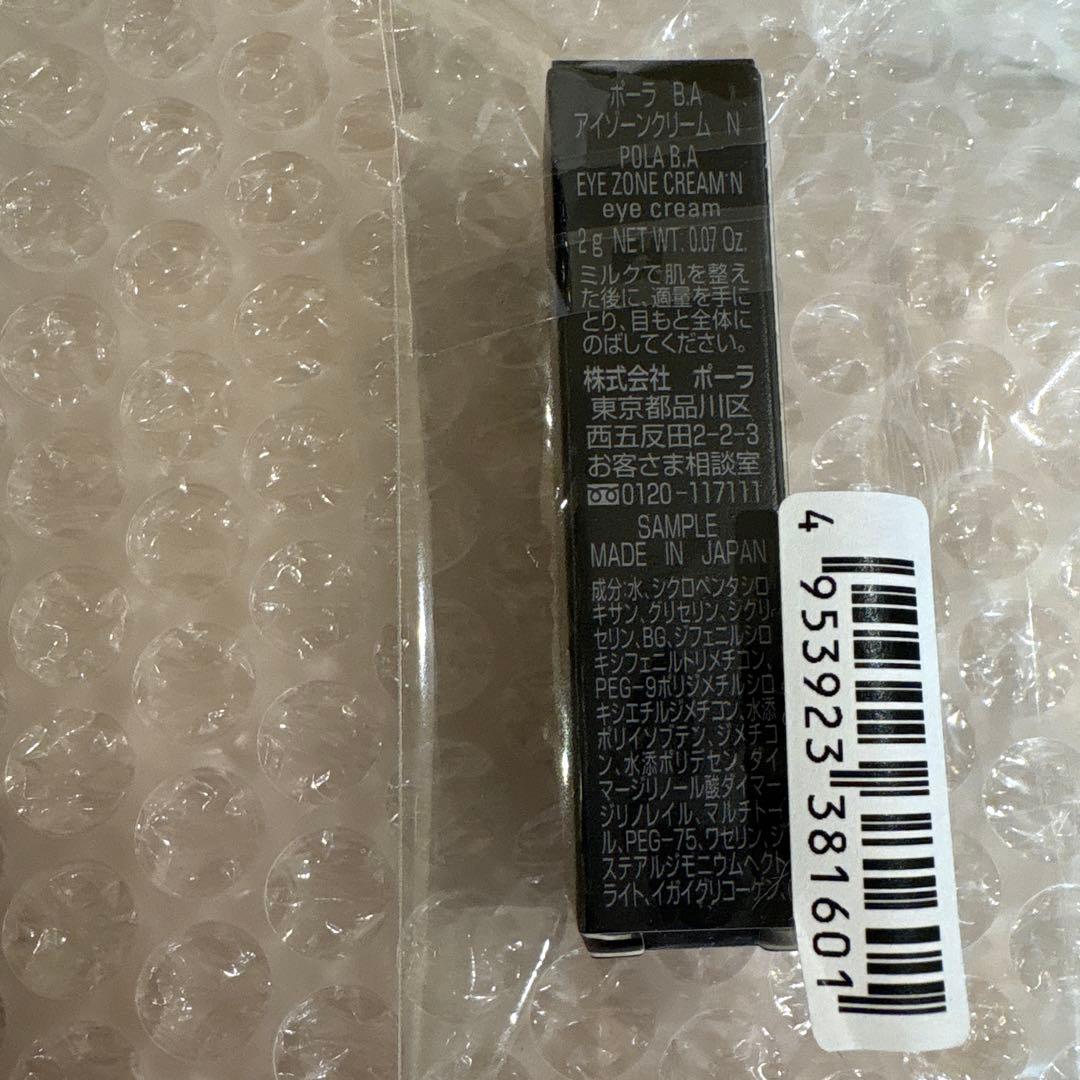 ポーラ B.A
アイゾーンクリーム N
POLA B.A
EYE ZONE CREAM N
eye cream
2g NET WT. 0.07 Oz.
ミルクで肌を整え
た後に、適量を手に
とり、目もと全体に
のばしてください。
株式会社 ポーラ
東京都品川区
西五反田2-2-3
お客さま相談室
0120-117111
SAMPLE
MADE IN JAPAN
成分:水、シクロペンタシロ
キサン、グリセリン、ジグリ
セリン、BG、ジフェニルシロ
キシフェニルトリメチコン、
PEG-9ポリジメチルシロ
キシエチルジメチコン、水添
ポリイソブテン、ジメチコ
ン、水添ポリデセン、ダイ
マージリノール酸ダイマー
ジリノレイル、マルチトー
ル、PEG-75、ワセリン、ジ
ステアルジモニウムヘクト
ライト、イガイグリコーゲン、
4 953923 381601